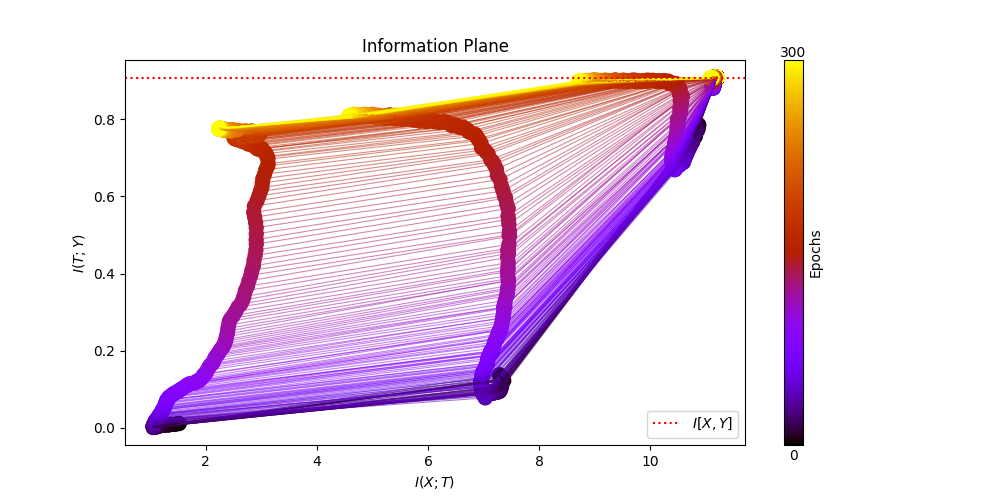 Information Plane
300
0.8
0.6
0.4
0.2
0.0
I(T; Y)
2
4
6
8
10
I(X; T)
I[X, Y]
Epochs
0